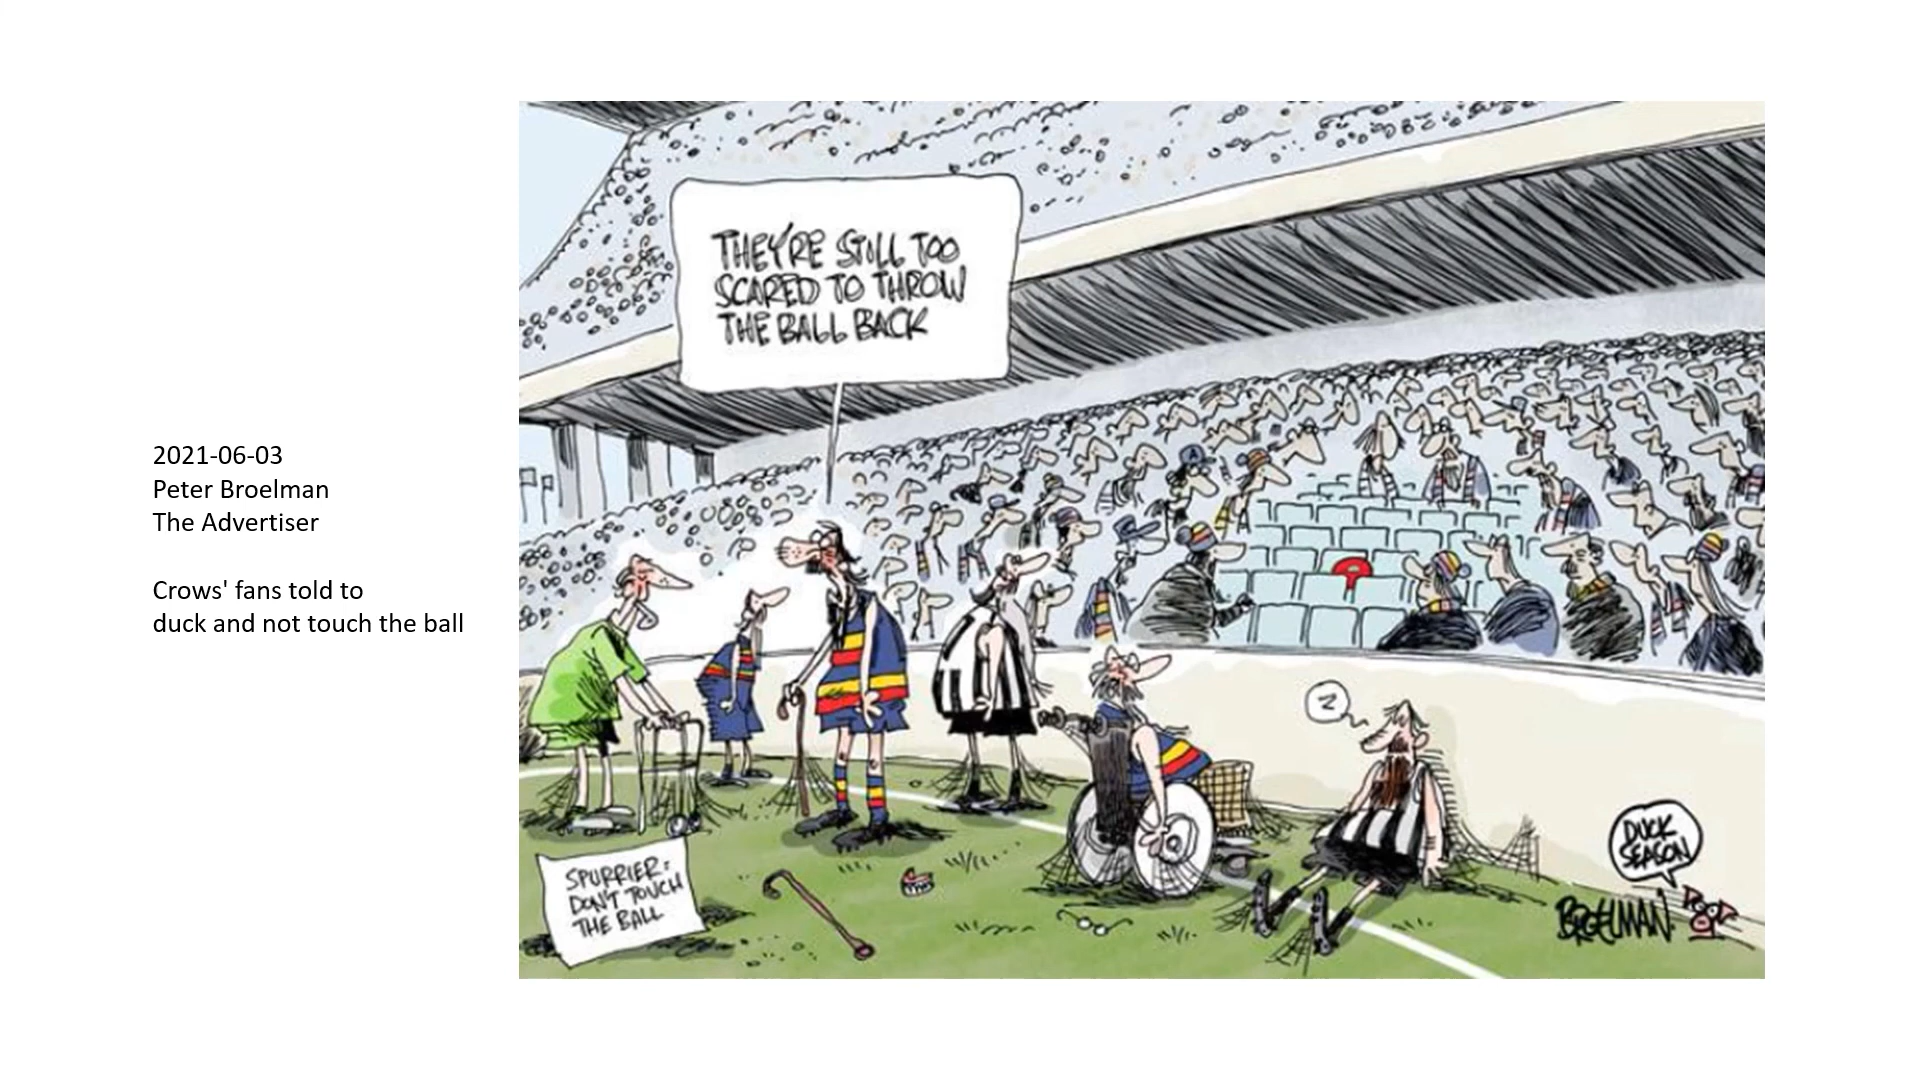 2021-06-03
Peter Broelman
The Advertiser
Crows' fans told to
duck and not touch the ball
THEY'RE STILL TOO
SCARED TO THROW
THE BALL BACK
A
Z
SPURRIER:
DON'T TOUCH
THE BALL
DUCK
SEASON
BROELMAN